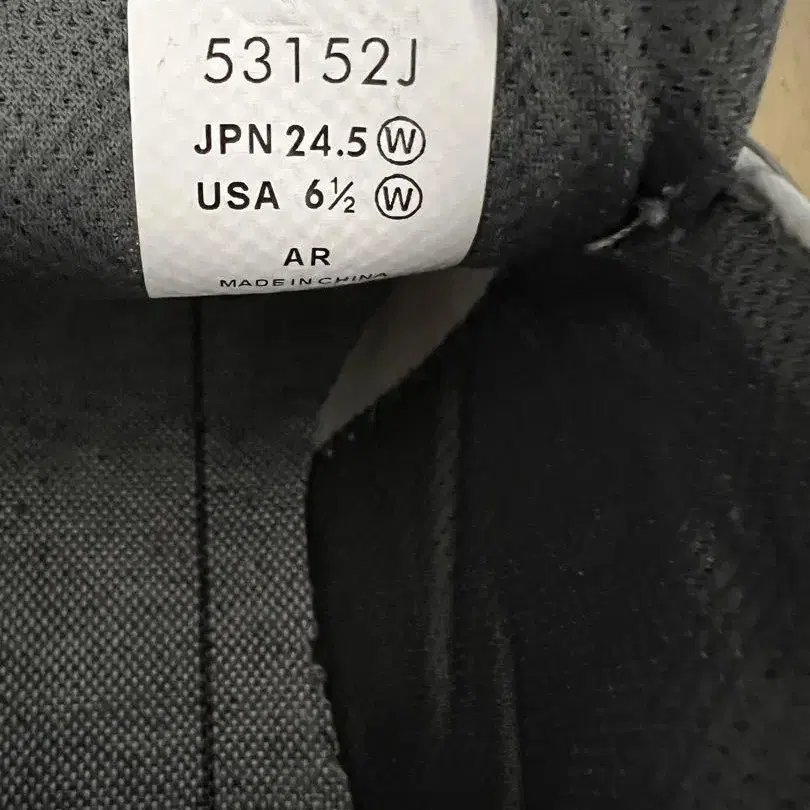 53152J
JPN 24.5 Ⓦ
USA 6½ Ⓦ
AR
MADE IN CHINA